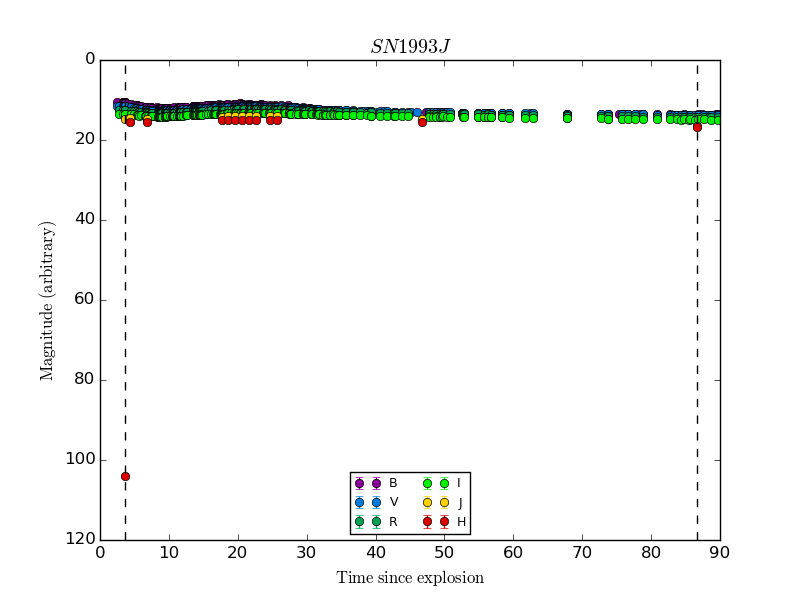 SN1993J
0
20
40
60
80
100
120
Magnitude (arbitrary)
0 10 20 30 40 50 60 70 80 90
Time since explosion
B I
V J
R H